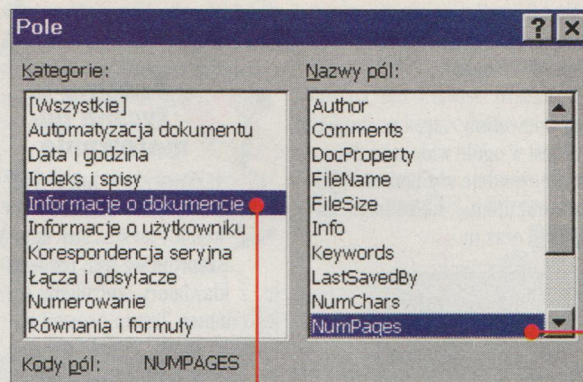 Pole
Kategorie:
[Wszystkie]
Automatyzacja dokumentu
Data i godzina
Indeks i spisy
Informacje o dokumencie
Informacje o użytkowniku
Korespondencja seryjna
Łącza i odsyłacze
Numerowanie
Równania i formuły
Nazwy pól:
Author
Comments
DocProperty
FileName
FileSize
Info
Keywords
LastSavedBy
NumChars
NumPages
Kody pól: NUMPAGES